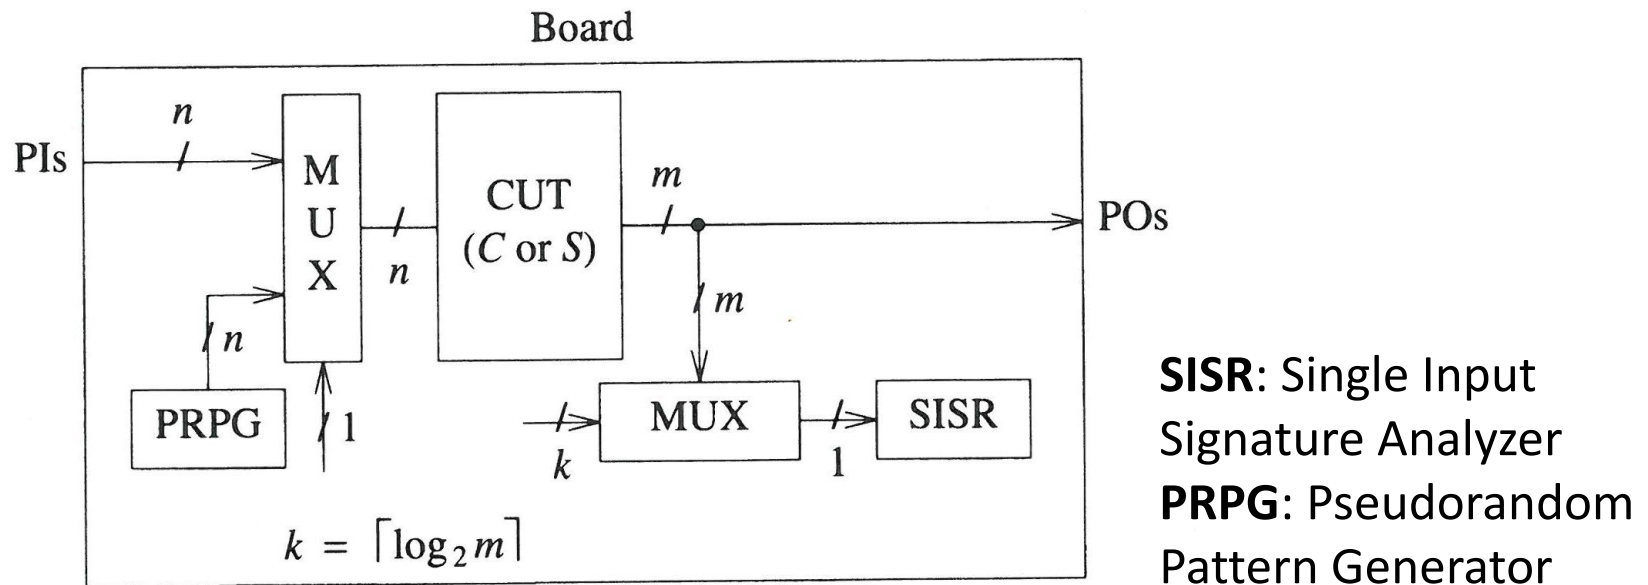 Board
n
PIs
M
U
X
n
CUT
(C or S)
m
POs
n
m
PRPG
1
k
MUX
1
SISR
k = ⌈log₂m⌉
SISR: Single Input
Signature Analyzer
PRPG: Pseudorandom
Pattern Generator